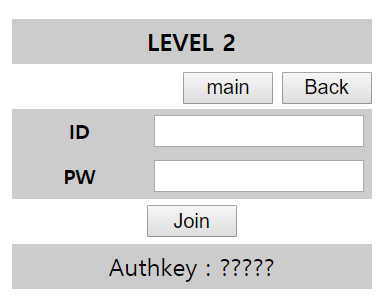 LEVEL 2
main Back
ID
PW
Join
Authkey : ?????